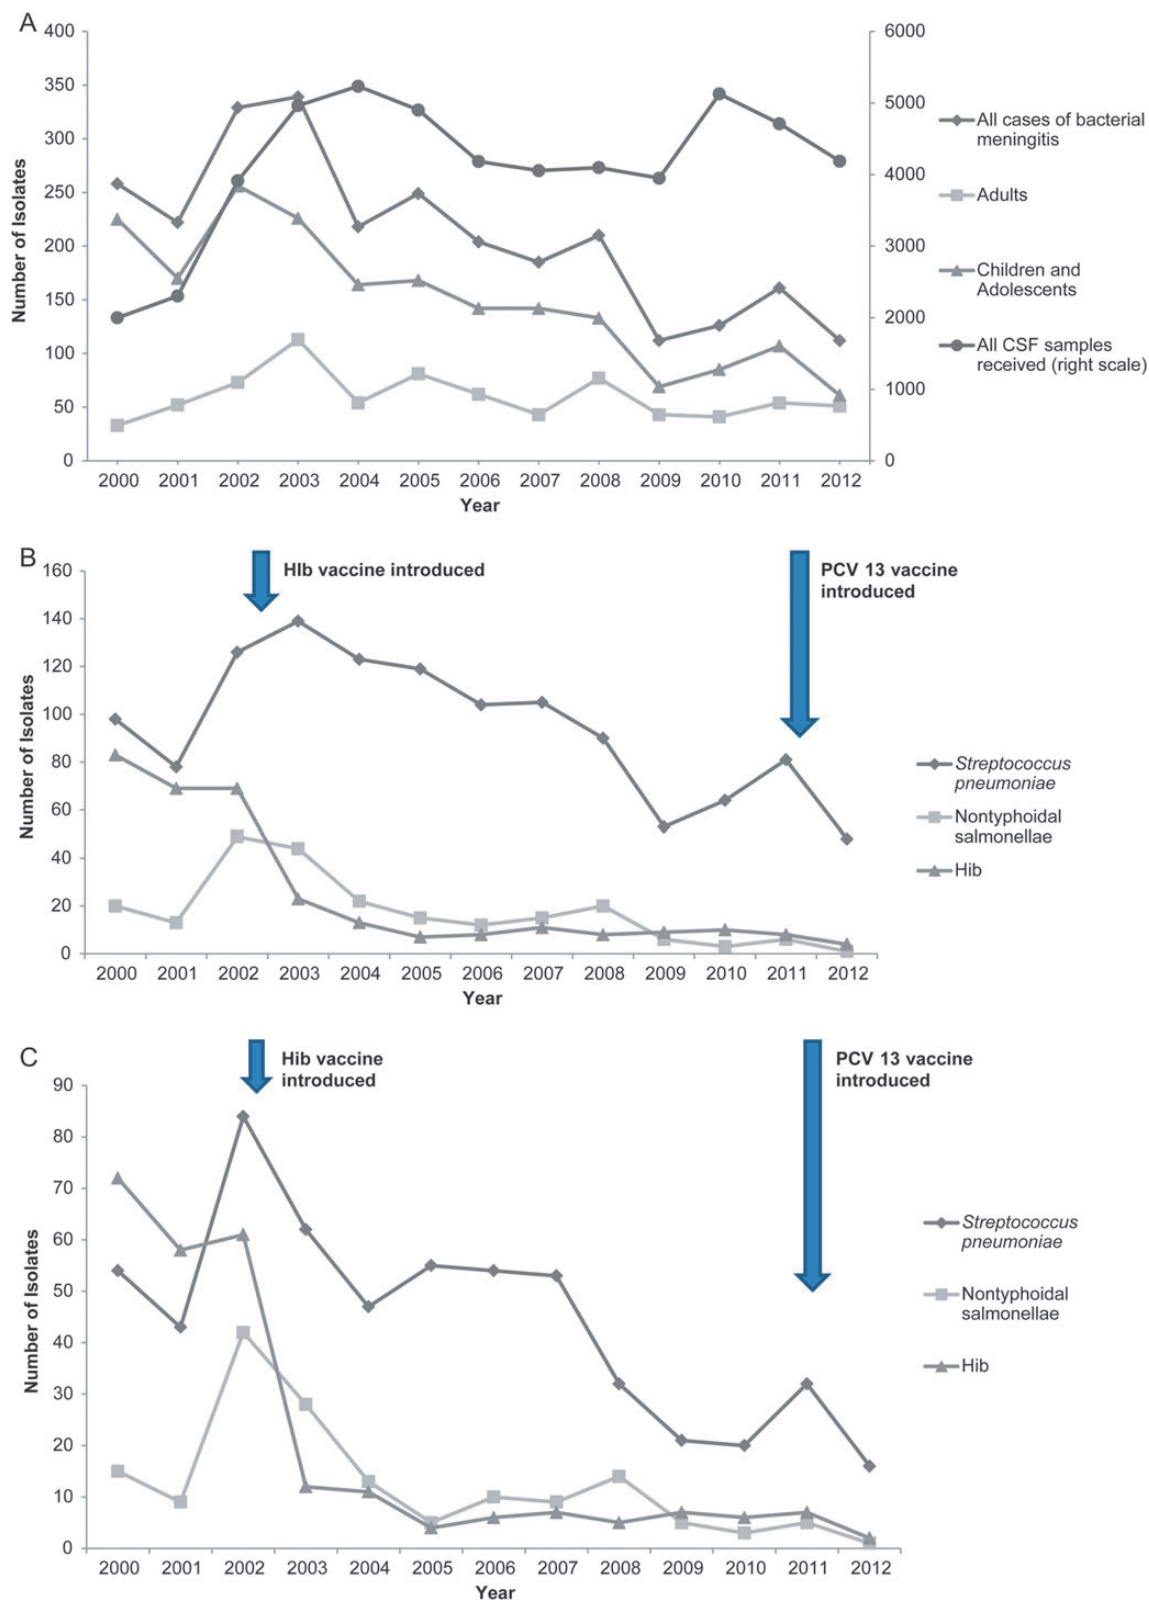 A
400
350
300
250
200
150
100
50
0
Number of Isolates
6000
5000
4000
3000
2000
1000
0
2000 2001 2002 2003 2004 2005 2006 2007 2008 2009 2010 2011 2012
Year
All cases of bacterial
meningitis
Adults
Children and
Adolescents
All CSF samples
received (right scale)
B
HIb vaccine introduced
PCV 13 vaccine
introduced
160
140
120
100
80
60
40
20
0
Number of Isolates
2000 2001 2002 2003 2004 2005 2006 2007 2008 2009 2010 2011 2012
Year
Streptococcus
pneumoniae
Nontyphoidal
salmonellae
Hib
C
Hib vaccine
introduced
PCV 13 vaccine
introduced
90
80
70
60
50
40
30
20
10
0
Number of Isolates
2000 2001 2002 2003 2004 2005 2006 2007 2008 2009 2010 2011 2012
Year
Streptococcus
pneumoniae
Nontyphoidal
salmonellae
Hib